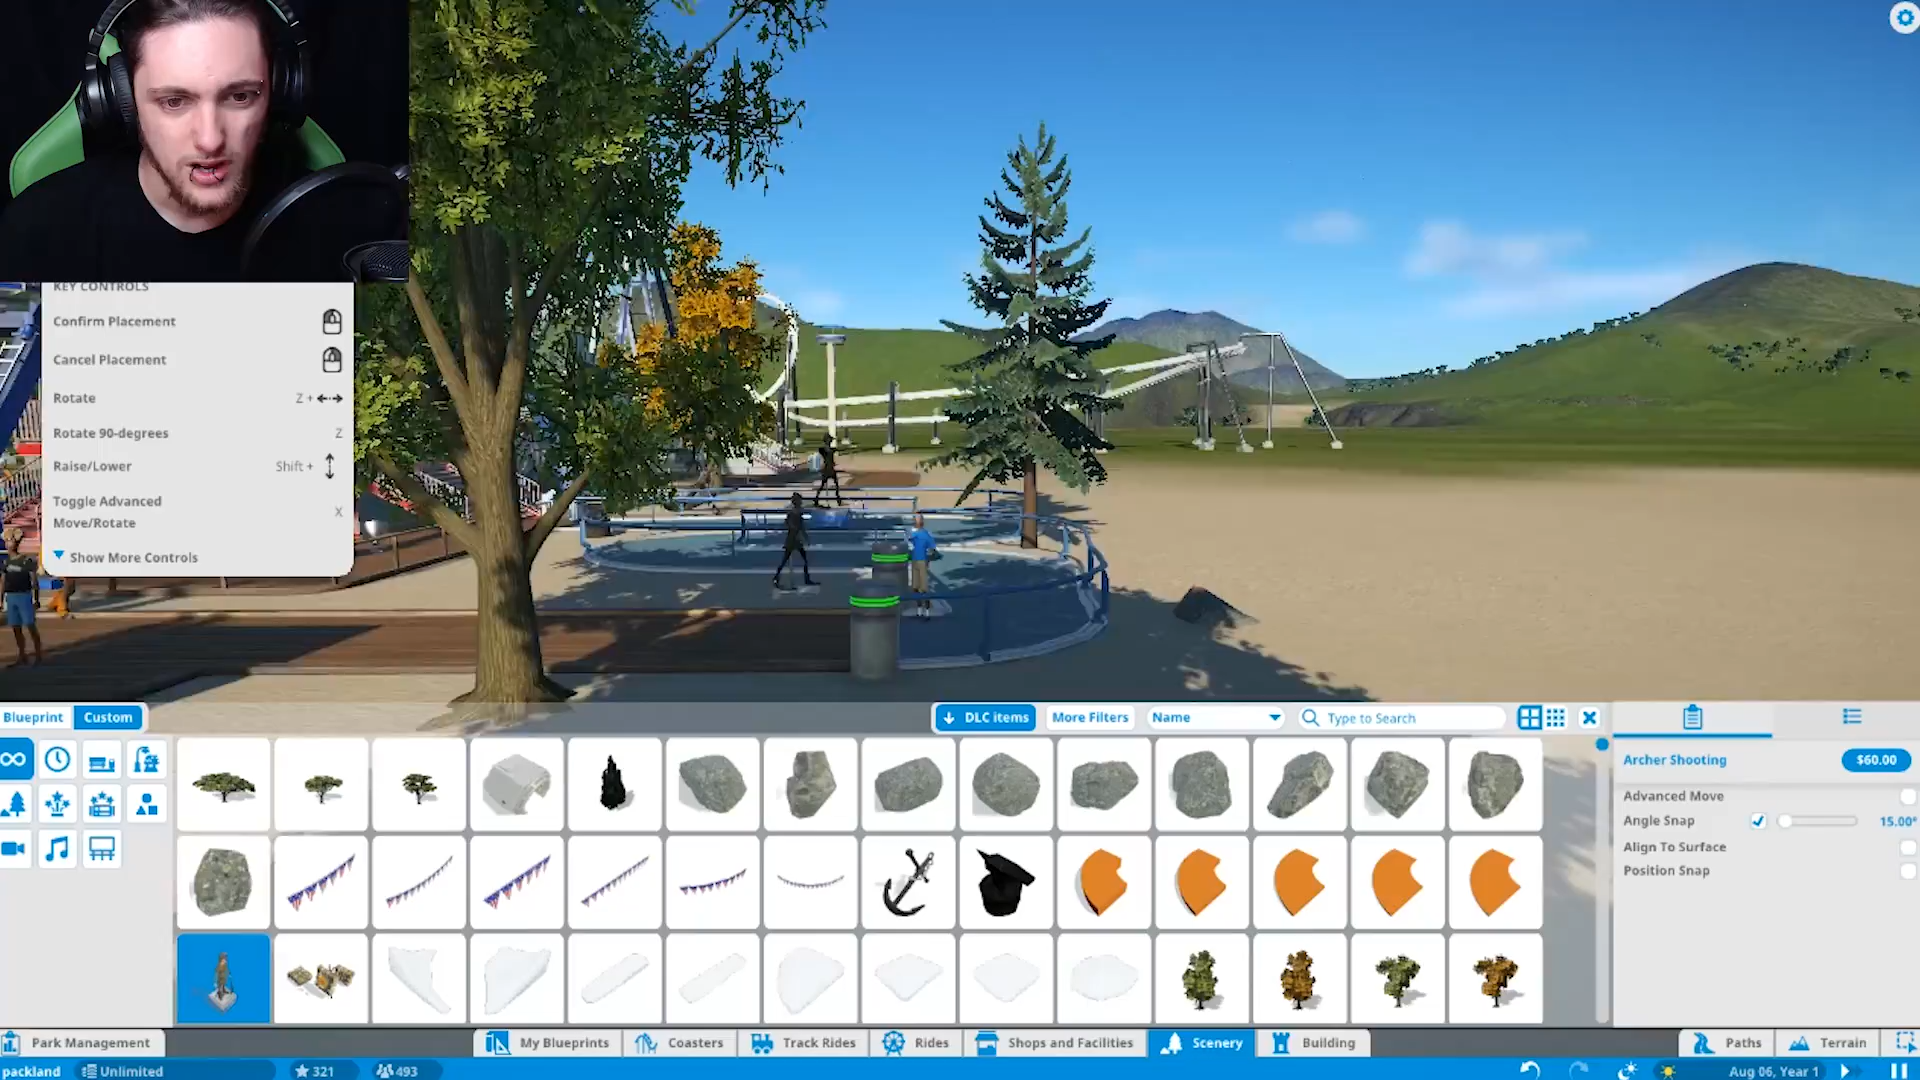 KEY CONTROLS
Confirm Placement
Cancel Placement
Rotate Z +
Rotate 90-degrees Z
Raise/Lower Shift +
Toggle Advanced
Move/Rotate X
Show More Controls
Blueprint Custom
DLC items More Filters Name Type to Search
Archer Shooting $60.00
Advanced Move
Angle Snap 15.00°
Align To Surface
Position Snap
Park Management My Blueprints Coasters Track Rides Rides Shops and Facilities Scenery Building Paths Terrain
packland Unlimited 321 493 Aug 06, Year 1